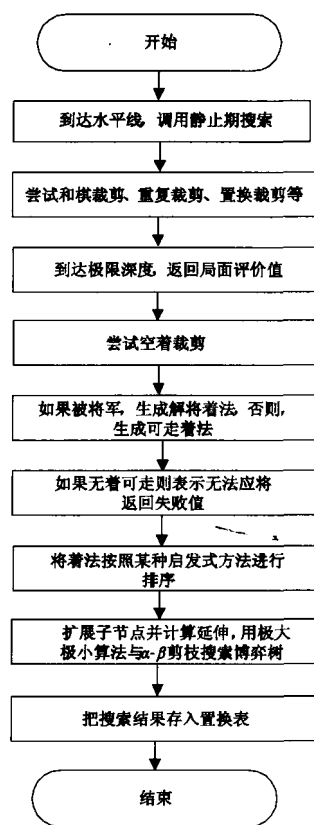 开始
到达水平线，调用静止期搜索
尝试和棋裁剪、重复裁剪、置换裁剪等
到达极限深度，返回局面评价值
尝试空着裁剪
如果被将军，生成解将着法，否则，
生成可走着法
如果无着可走则表示无法应将
返回失败值
将着法按照某种启发式方法进行
排序
扩展子节点并计算延伸，用极大
极小算法与α-β剪枝搜索博弈树
把搜索结果存入置换表
结束